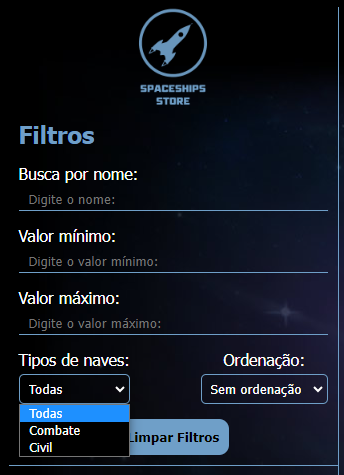 SPACESHIPS
STORE
Filtros
Busca por nome:
Digite o nome:
Valor mínimo:
Digite o valor mínimo:
Valor máximo:
Digite o valor máximo:
Tipos de naves: Ordenação:
Todas Sem ordenação
Todas
Combate
Civil
Limpar Filtros